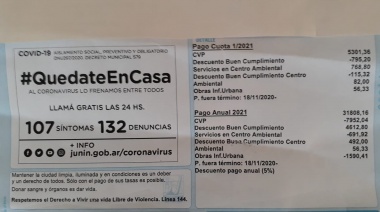 COVID-19 AISLAMIENTO SOCIAL, PREVENTIVO Y OBLIGATORIO
DECRETO MUNICIPAL
#QuedateEnCasa
AL CORONAVIRUS LO FRENAMOS ENTRE TODOS
LLAMÁ GRATIS LAS 24 HS.
107 SÍNTOMAS 132 DENUNCIAS
+ INFO
junin.gob.ar/coronavirus
Mantener la ciudad limpia, iluminada y en condiciones es un deber
y un derecho de todos. Sólo con el pago de sus tasas es posible.
Donar sangre y órganos es dar vida.
Respetemos el Derecho a Vivir una vida Libre de Violencia. Línea 144.
Pago Cuota 1/2021
CVP 5301,36
Descuento Buen Cumplimiento -795,20
Servicios en Centro Ambiental 768,80
Descuento Buen Cumplimiento Centro -115,32
Ambiental 82,00
Obras Inf.Urbana 56,33
P. fuera término: 18/11/2020-
Pago Anual 2021 31808,16
CVP -7952,04
Descuento Buen Cumplimiento 4612,80
Servicios en Centro Ambiental -691,92
Descuento Buen Cumplimiento Centro 492,00
Ambiental 56,33
Obras Inf.Urbana -1590,41
P. fuera término: 18/11/2020-
Descuento pago anual (5%)